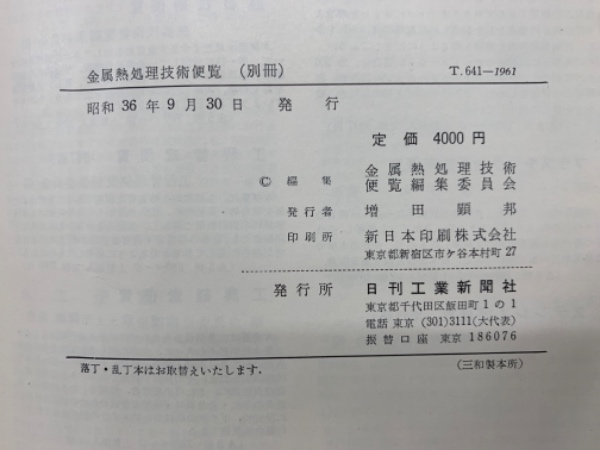 金属熱処理技術便覧 (別冊) T.641—1961
昭和 36 年 9 月 30 日 発 行
定 価 4000 円
© 編 集 金属熱処理技術
便覧編集委員会
発行者 増 田 顕 邦
印刷所 新日本印刷株式会社
東京都新宿区市ケ谷本村町 27
発行所 日刊工業新聞社
東京都千代田区飯田町 1 の 1
電話 東京 (301)3111(大代表)
振替口座 東京 186076
落丁・乱丁本はお取替えいたします. (三和製本所)